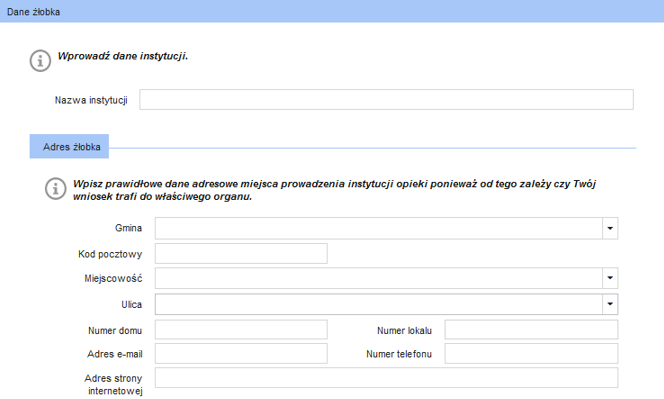 Dane żłobka
Wprowadź dane instytucji.
Nazwa instytucji
Adres żłobka
Wpisz prawidłowe dane adresowe miejsca prowadzenia instytucji opieki ponieważ od tego zależy czy Twój
wniosek trafi do właściwego organu.
Gmina
Kod pocztowy
Miejscowość
Ulica
Numer domu Numer lokalu
Adres e-mail Numer telefonu
Adres strony
internetowej